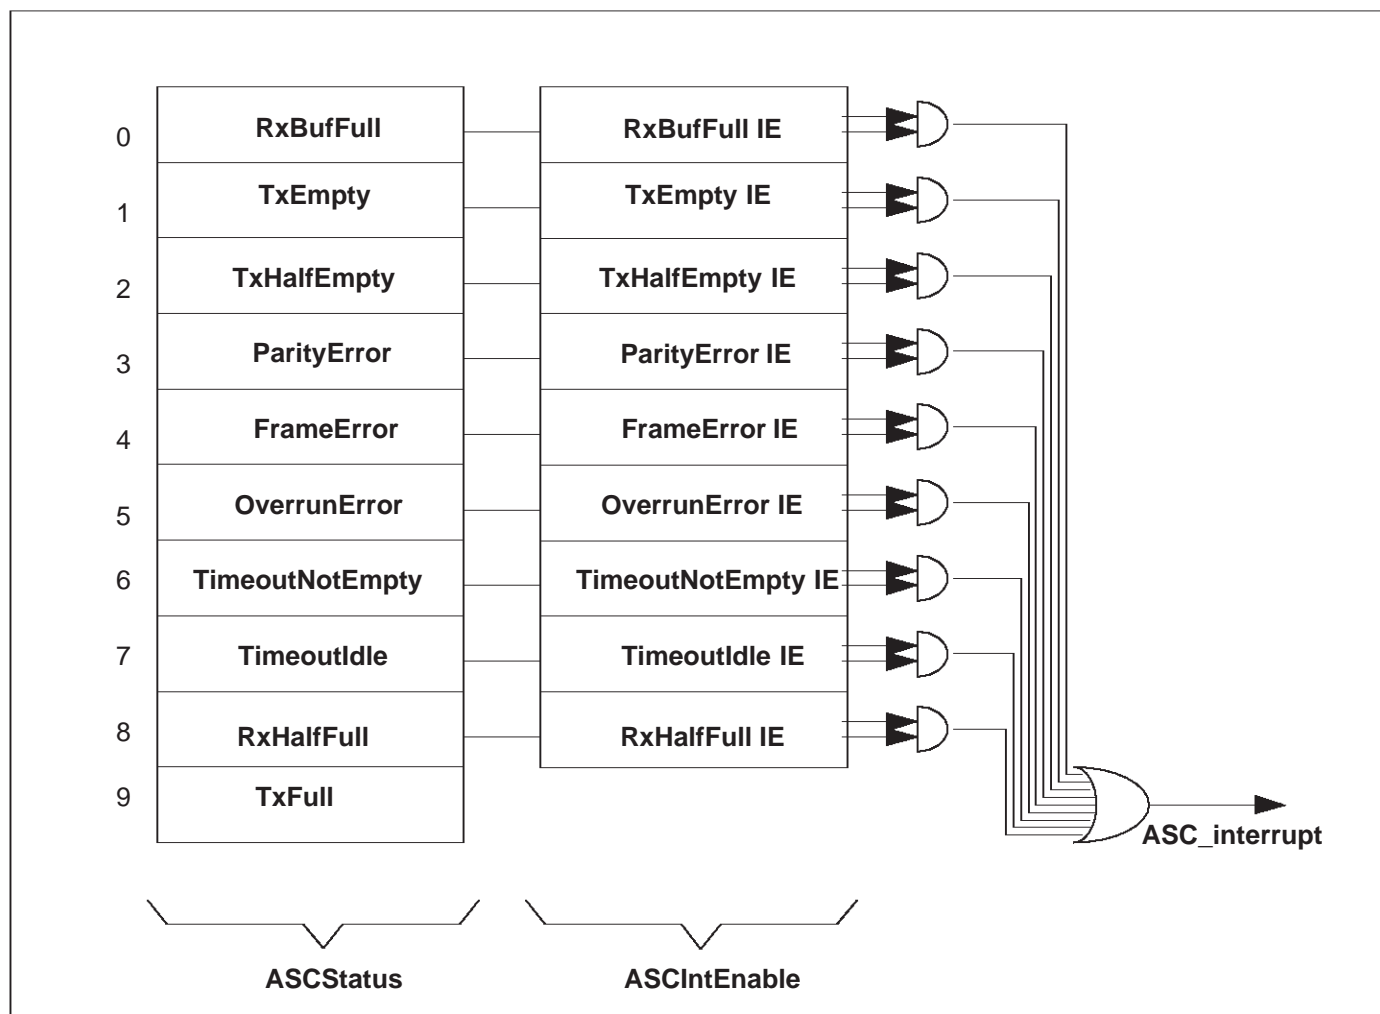 0 RxBufFull RxBufFull IE
1 TxEmpty TxEmpty IE
2 TxHalfEmpty TxHalfEmpty IE
3 ParityError ParityError IE
4 FrameError FrameError IE
5 OverrunError OverrunError IE
6 TimeoutNotEmpty TimeoutNotEmpty IE
7 TimeoutIdle TimeoutIdle IE
8 RxHalfFull RxHalfFull IE
9 TxFull
ASC_interrupt
ASCStatus ASCIntEnable